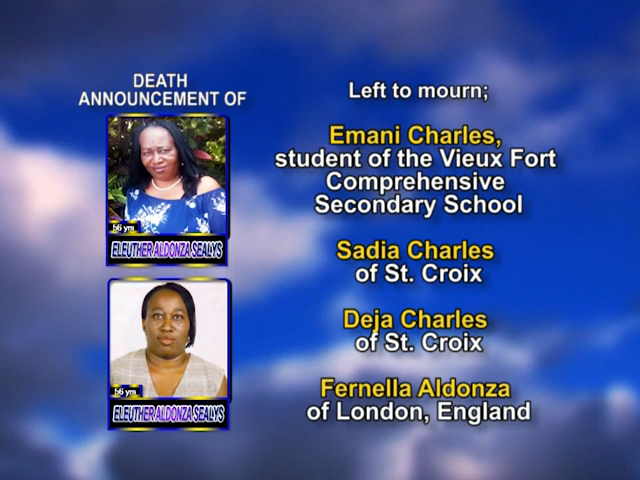 DEATH
ANNOUNCEMENT OF
66 yrs
ELEUTHER ALDONZA SEALYS
66 yrs
ELEUTHER ALDONZA SEALYS
Left to mourn;
Emani Charles,
student of the Vieux Fort
Comprehensive
Secondary School
Sadia Charles
of St. Croix
Deja Charles
of St. Croix
Fernella Aldonza
of London, England